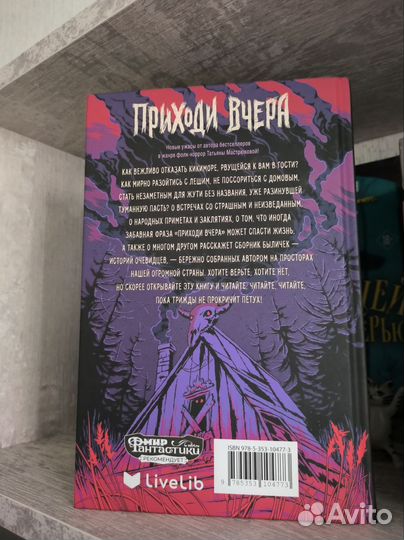 ПРИХОДИ ВЧЕРА
Новые ужасы от автора бестселлеров
в жанре фолк-хоррор Татьяны Мастрюковой!
КАК ВЕЖЛИВО ОТКАЗАТЬ КИКИМОРЕ, РВУЩЕЙСЯ К ВАМ В ГОСТИ?
КАК МИРНО РАЗОЙТИСЬ С ЛЕШИМ, НЕ ПОССОРИТЬСЯ С ДОМОВЫМ,
СТАТЬ НЕЗАМЕТНЫМ ДЛЯ ЖУТИ БЕЗ НАЗВАНИЯ, УЖЕ РАЗИНУВШЕЙ
ТУМАННУЮ ПАСТЬ? О ВСТРЕЧАХ СО СТРАШНЫМ И НЕИЗВЕДАННЫМ,
О НАРОДНЫХ ПРИМЕТАХ И ЗАКЛЯТИЯХ, О ТОМ, ЧТО ИНОГДА
ЗАБАВНАЯ ФРАЗА «ПРИХОДИ ВЧЕРА» МОЖЕТ СПАСТИ ЖИЗНЬ,
А ТАКЖЕ О МНОГОМ ДРУГОМ РАССКАЖЕТ СБОРНИК БЫЛИЧЕК —
ИСТОРИЙ ОЧЕВИДЦЕВ, — БЕРЕЖНО СОБРАННЫХ АВТОРОМ НА ПРОСТОРАХ
НАШЕЙ ОГРОМНОЙ СТРАНЫ. ХОТИТЕ ВЕРЬТЕ, ХОТИТЕ НЕТ,
НО СКОРЕЕ ОТКРЫВАЙТЕ ЭТУ КНИГУ И ЧИТАЙТЕ, ЧИТАЙТЕ, ЧИТАЙТЕ,
ПОКА ТРИЖДЫ НЕ ПРОКРИЧИТ ПЕТУХ!
МИР
Фантастики
РЕКОМЕНДУЕТ
LiveLib
ISBN 978-5-353-10477-3
9 785353 104773
Avito